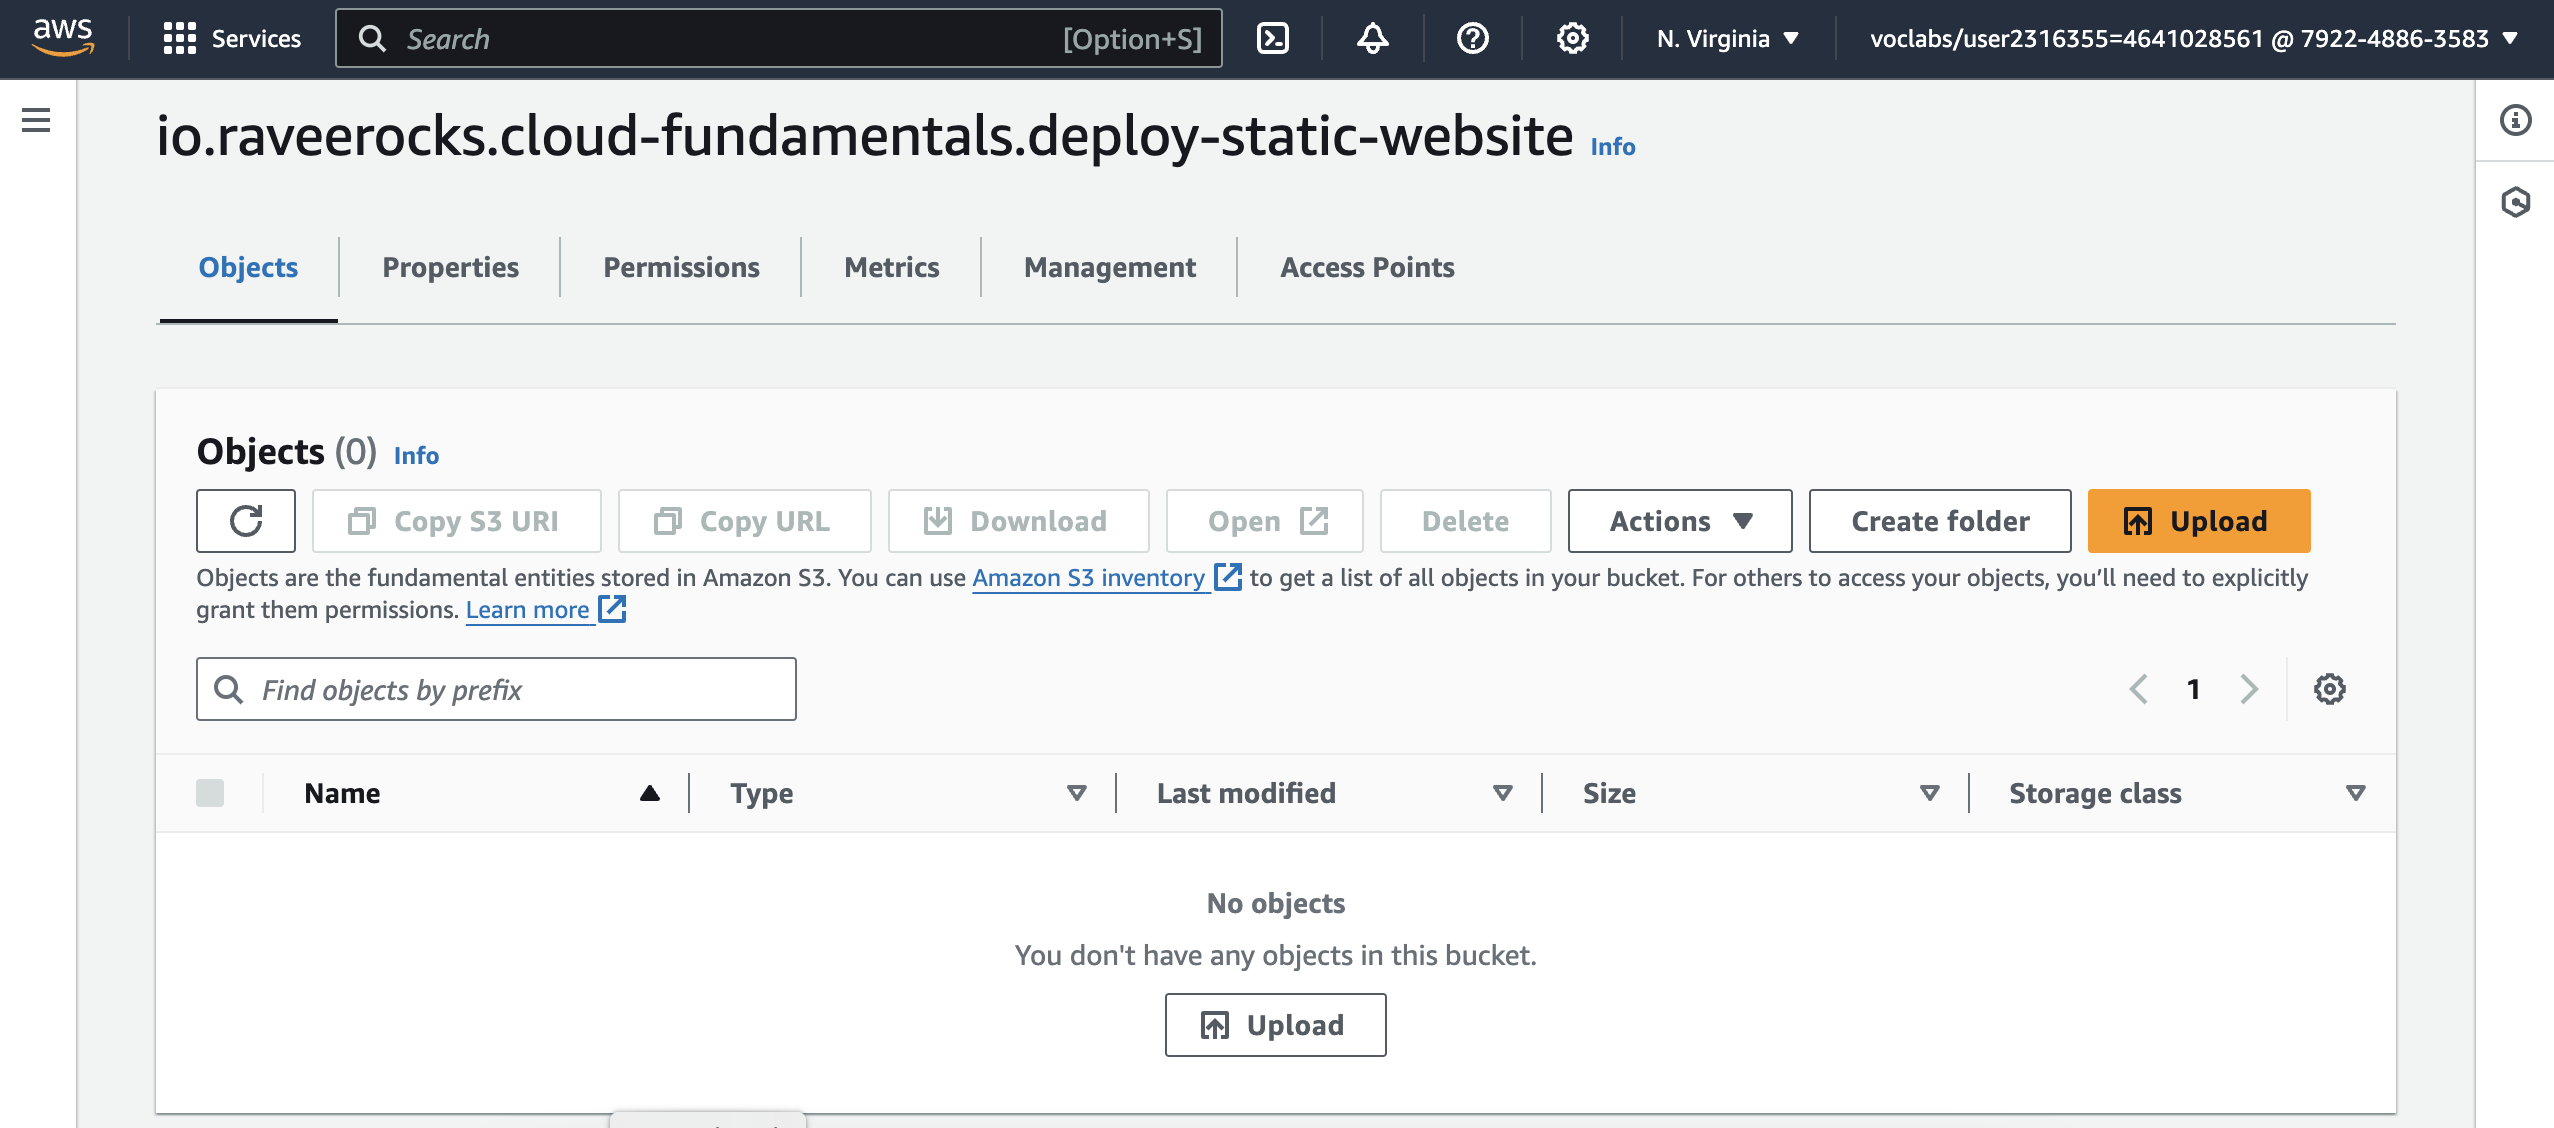 aws
Services
Search
[Option+S]
N. Virginia
voclabs/user2316355=4641028561 @ 7922-4886-3583
io.raveerocks.cloud-fundamentals.deploy-static-website Info
Objects
Properties
Permissions
Metrics
Management
Access Points
Objects (0) Info
Copy S3 URI
Copy URL
Download
Open
Delete
Actions
Create folder
Upload
Objects are the fundamental entities stored in Amazon S3. You can use Amazon S3 inventory to get a list of all objects in your bucket. For others to access your objects, you’ll need to explicitly
grant them permissions. Learn more
Find objects by prefix
1
Name
Type
Last modified
Size
Storage class
No objects
You don't have any objects in this bucket.
Upload